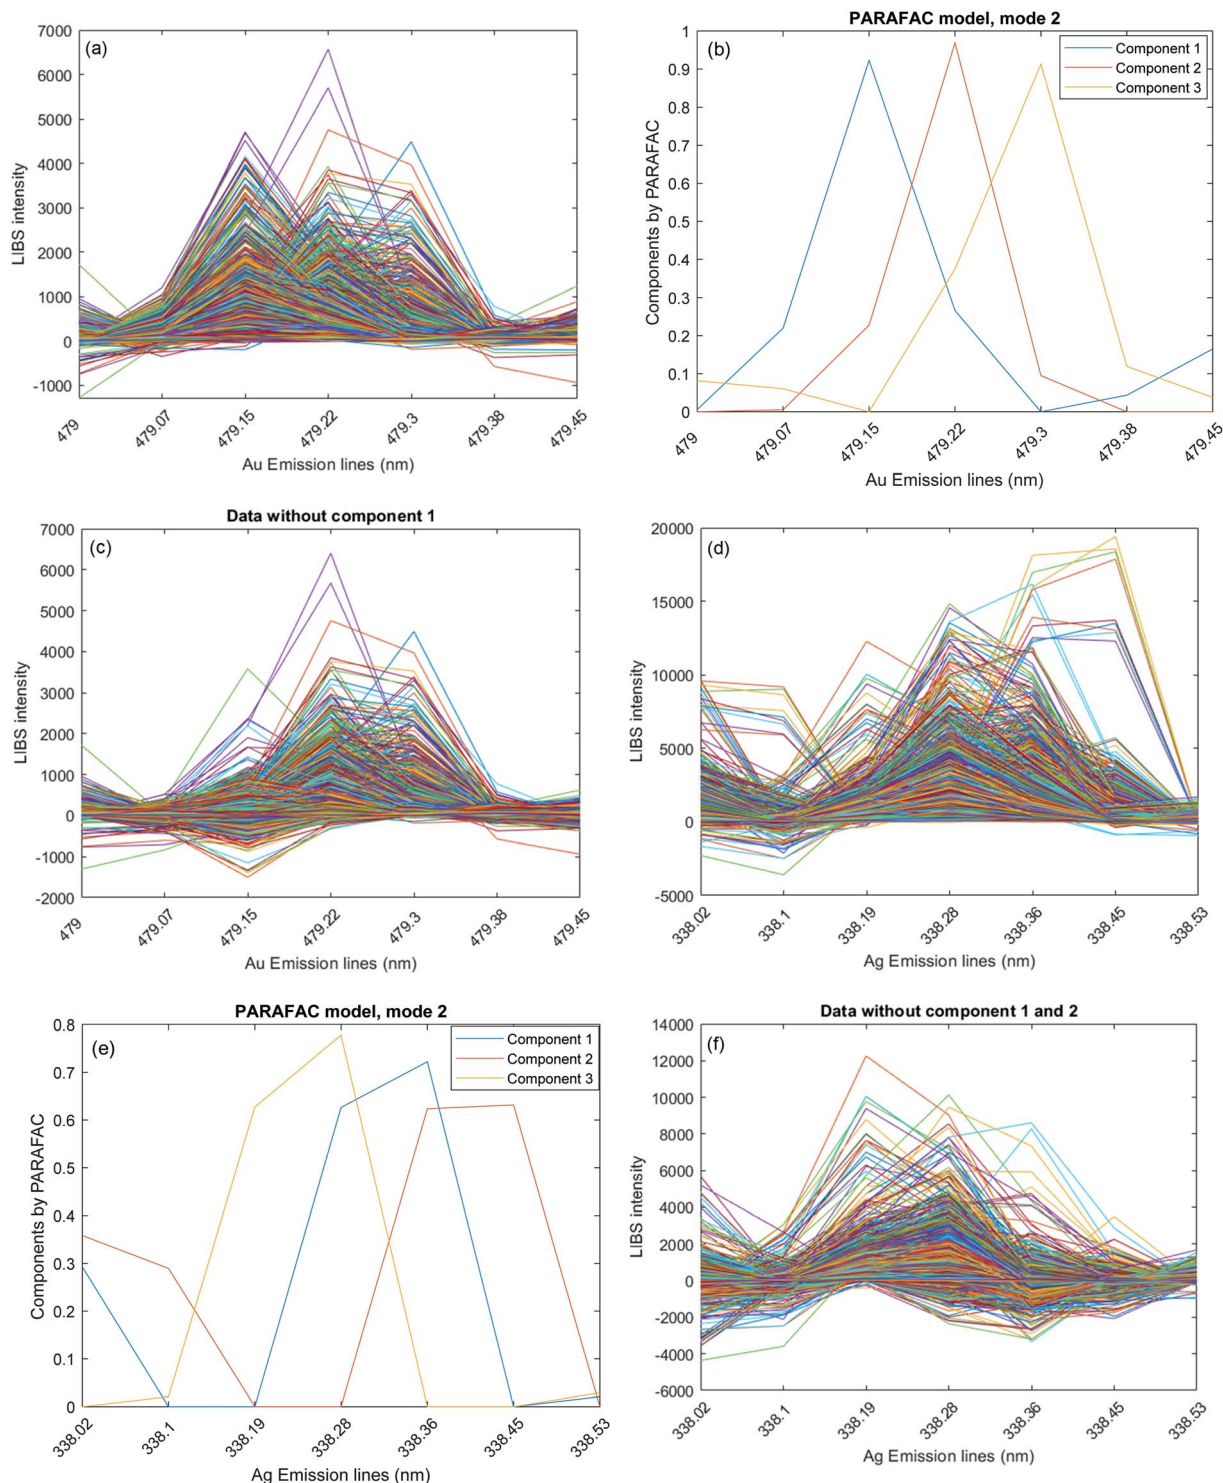 (a)
7000
6000
5000
4000
3000
2000
1000
0
-1000
LIBS intensity
479 479.07 479.15 479.22 479.3 479.38 479.45
Au Emission lines (nm)
PARAFAC model, mode 2
(b)
Component 1
Component 2
Component 3
1
0.9
0.8
0.7
0.6
0.5
0.4
0.3
0.2
0.1
0
Components by PARAFAC
479 479.07 479.15 479.22 479.3 479.38 479.45
Au Emission lines (nm)
Data without component 1
(c)
7000
6000
5000
4000
3000
2000
1000
0
-1000
-2000
LIBS intensity
479 479.07 479.15 479.22 479.3 479.38 479.45
Au Emission lines (nm)
(d)
20000
15000
10000
5000
0
-5000
LIBS intensity
338.02 338.1 338.19 338.28 338.36 338.45 338.53
Ag Emission lines (nm)
PARAFAC model, mode 2
(e)
Component 1
Component 2
Component 3
0.8
0.7
0.6
0.5
0.4
0.3
0.2
0.1
0
Components by PARAFAC
338.02 338.1 338.19 338.28 338.36 338.45 338.53
Ag Emission lines (nm)
Data without component 1 and 2
(f)
14000
12000
10000
8000
6000
4000
2000
0
-2000
-4000
-6000
LIBS intensity
338.02 338.1 338.19 338.28 338.36 338.45 338.53
Ag Emission lines (nm)